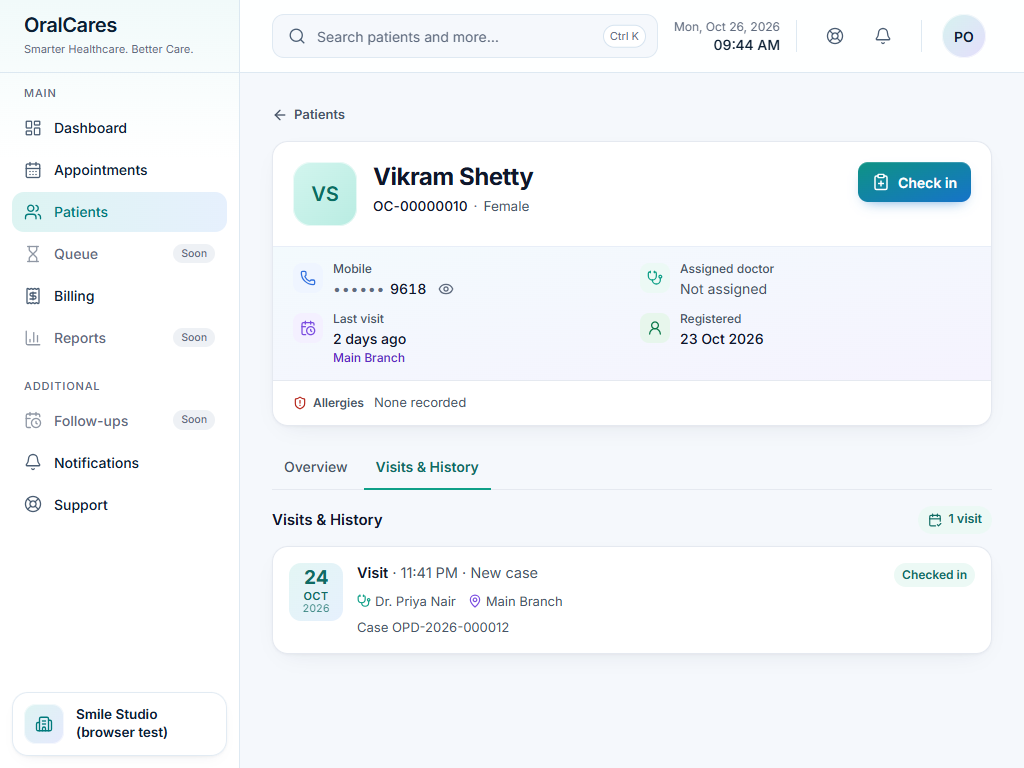 OralCares
Smarter Healthcare. Better Care.
Search patients and more...
Ctrl K
Mon, Oct 26, 2026
09:44 AM
PO
MAIN
Dashboard
Appointments
Patients
Queue
Soon
Billing
Reports
Soon
ADDITIONAL
Follow-ups
Soon
Notifications
Support
Smile Studio
(browser test)
Patients
VS
Vikram Shetty
OC-00000010 · Female
Check in
Mobile
•••••• 9618
Assigned doctor
Not assigned
Last visit
2 days ago
Main Branch
Registered
23 Oct 2026
Allergies None recorded
Overview
Visits & History
Visits & History
1 visit
24
OCT
2026
Visit · 11:41 PM · New case
Checked in
Dr. Priya Nair Main Branch
Case OPD-2026-000012